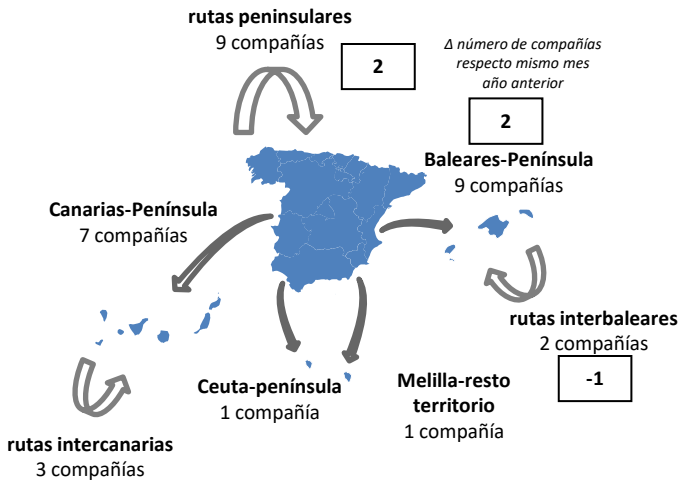 rutas peninsulares
9 compañías
2
Δ número de compañías
respecto mismo mes
año anterior
2
Baleares-Península
9 compañías
Canarias-Península
7 compañías
rutas interbaleares
2 compañías
-1
Ceuta-península
1 compañía
Melilla-resto
territorio
1 compañía
rutas intercanarias
3 compañías